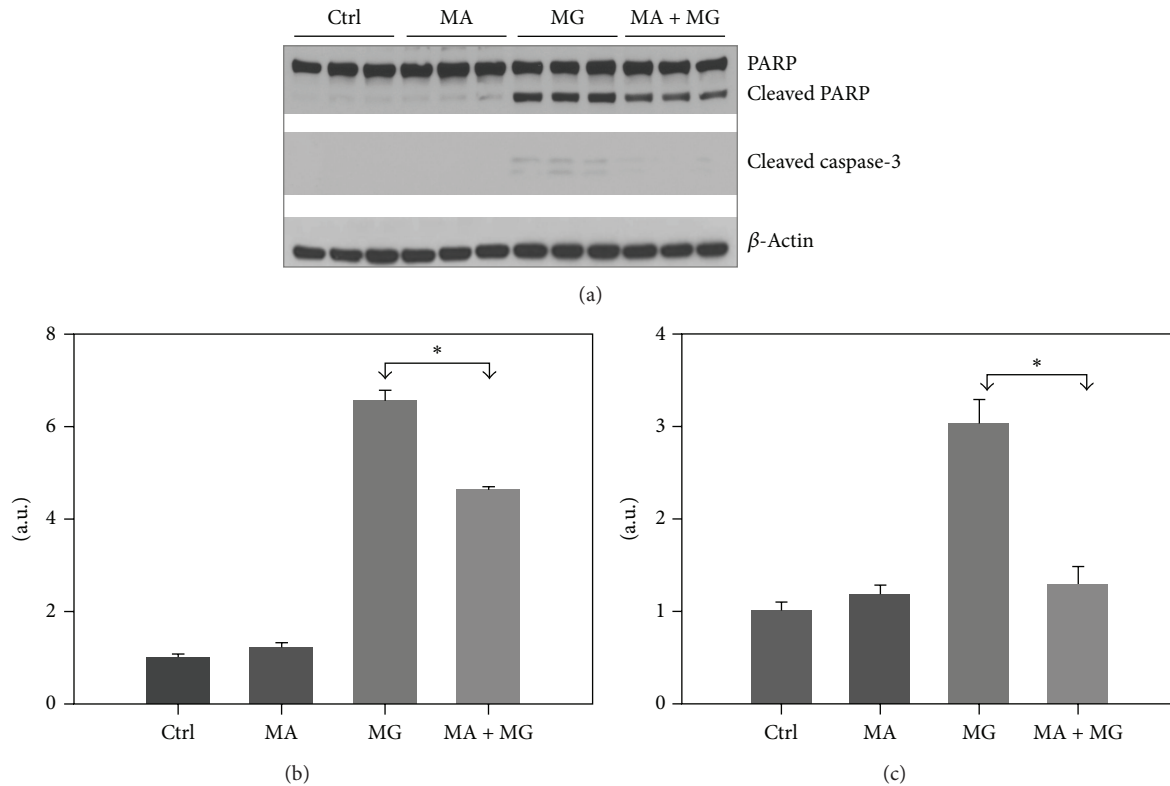 Ctrl MA MG MA + MG
PARP
Cleaved PARP
Cleaved caspase-3
β-Actin
(a)
8
6
4
2
0
(a.u.)
*
Ctrl MA MG MA + MG
(b)
4
3
2
1
0
(a.u.)
*
Ctrl MA MG MA + MG
(c)